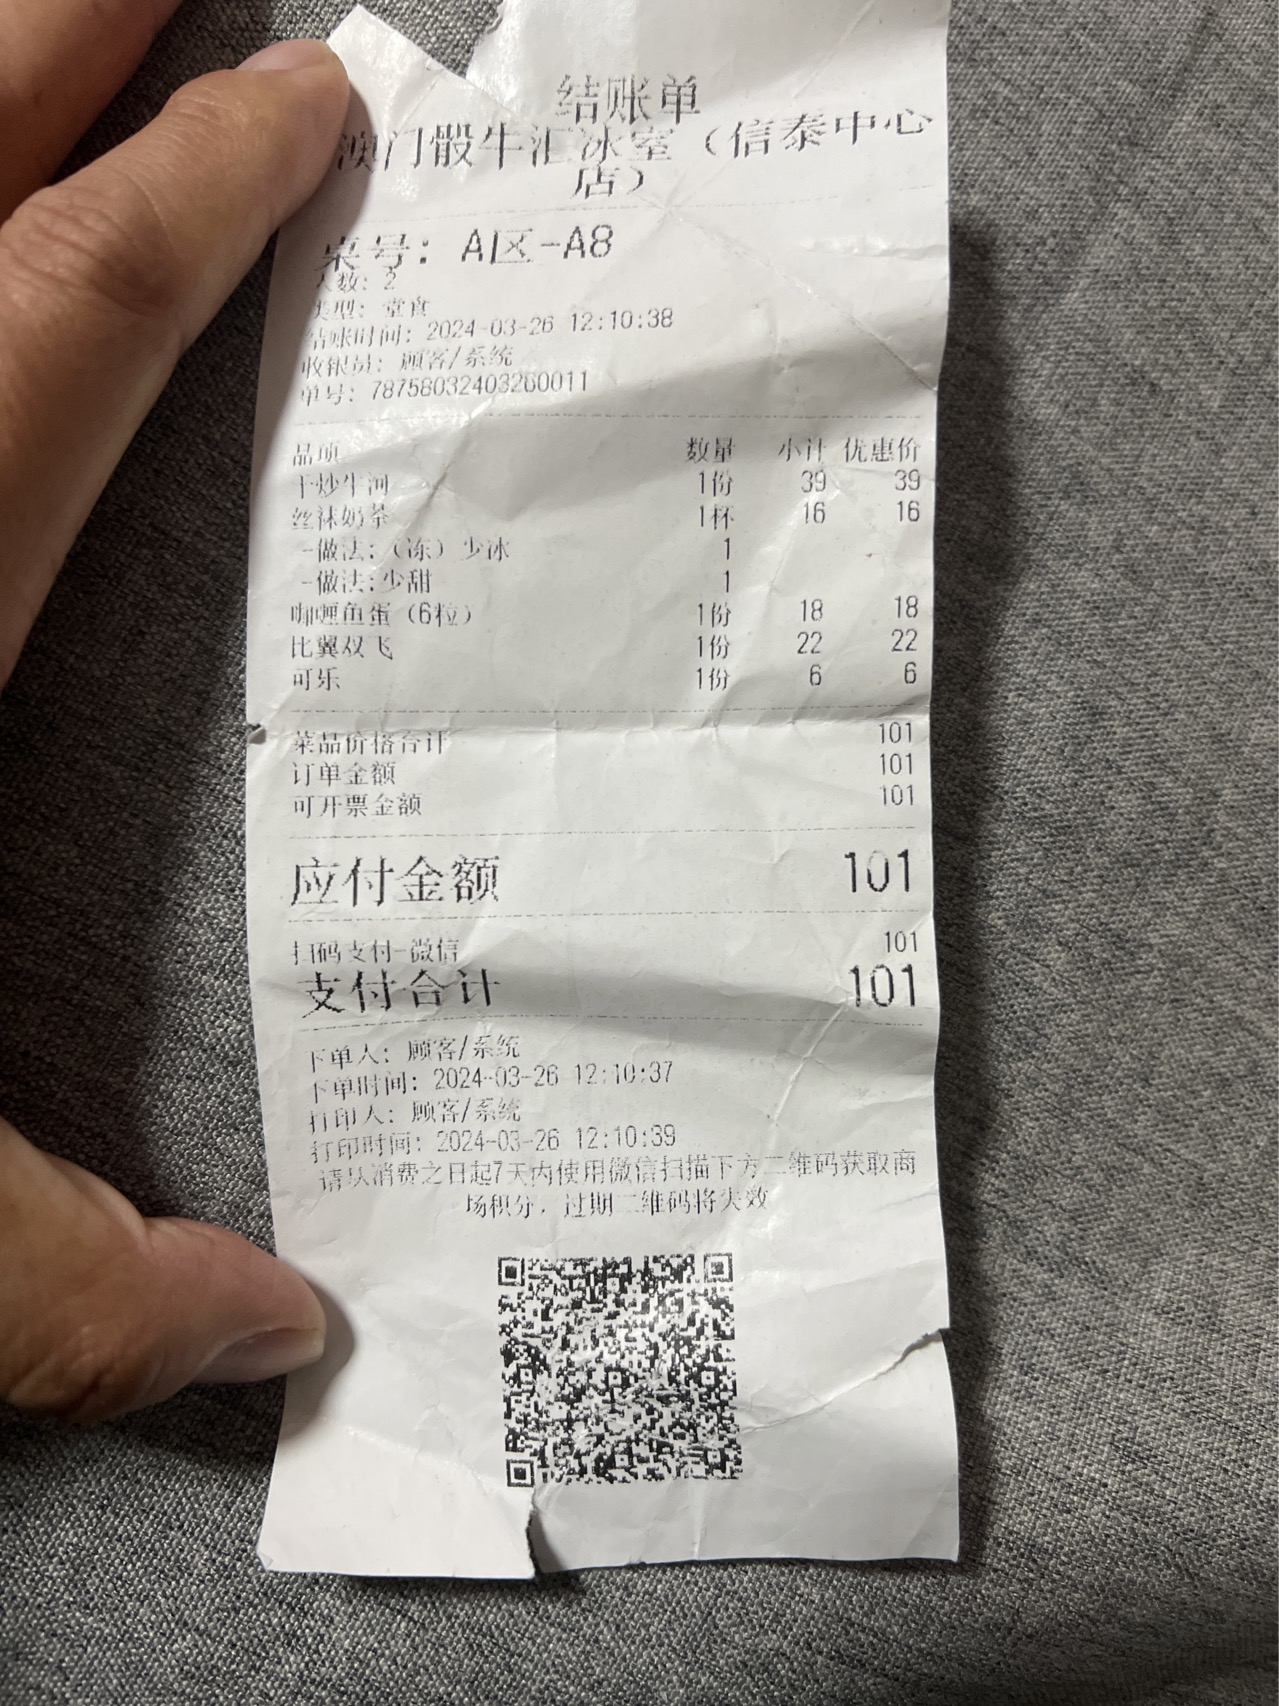 结账单
澳门骰牛汇冰室（信泰中心
店）
桌号：A区-A8
人数：2
类型：堂食
结账时间：2024-03-26 12:10:38
收银员：顾客/系统
单号：78758032403260011
品项 数量 小计 优惠价
干炒牛河 1份 39 39
丝袜奶茶 1杯 16 16
-做法：（冻）少冰 1
-做法:少甜 1
咖喱鱼蛋（6粒） 1份 18 18
比翼双飞 1份 22 22
可乐 1份 6 6
菜品价格合计 101
订单金额 101
可开票金额 101
应付金额 101
扫码支付-微信 101
支付合计 101
下单人：顾客/系统
下单时间：2024-03-26 12:10:37
打印人：顾客/系统
打印时间：2024-03-26 12:10:39
请从消费之日起7天内使用微信扫描下方二维码获取商
场积分，过期二维码将失效